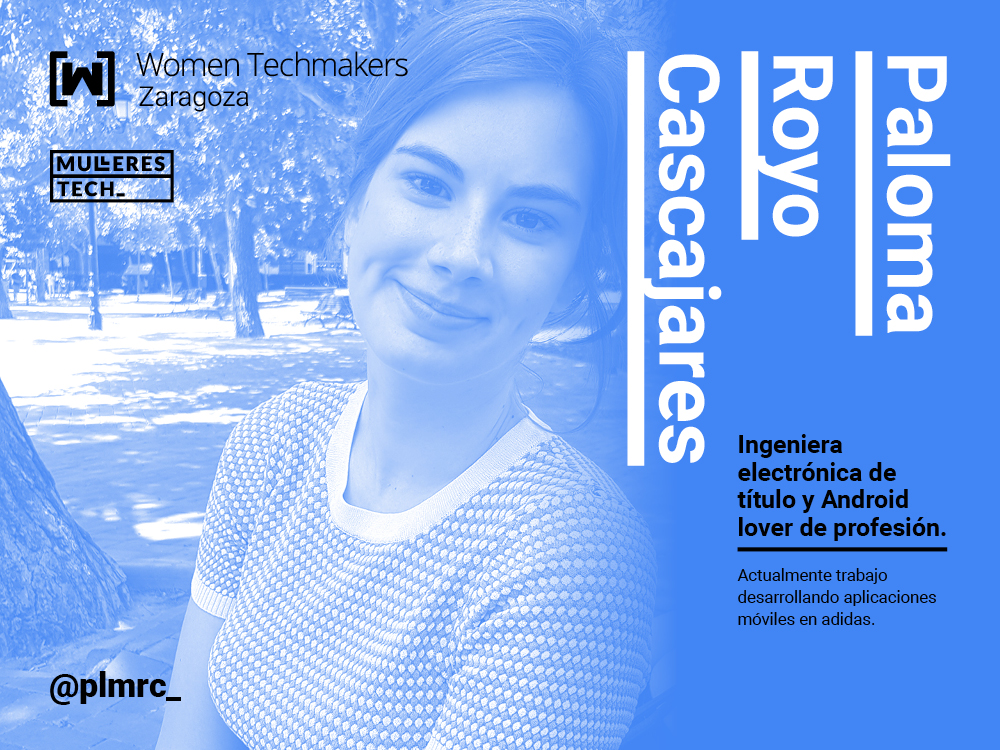 Women Techmakers
Zaragoza
MUJERES
TECH_
Paloma
Royo
Cascajares
Ingeniera
electrónica de
título y Android
lover de profesión.
Actualmente trabajo
desarrollando aplicaciones
móviles en adidas.
@plmrc_